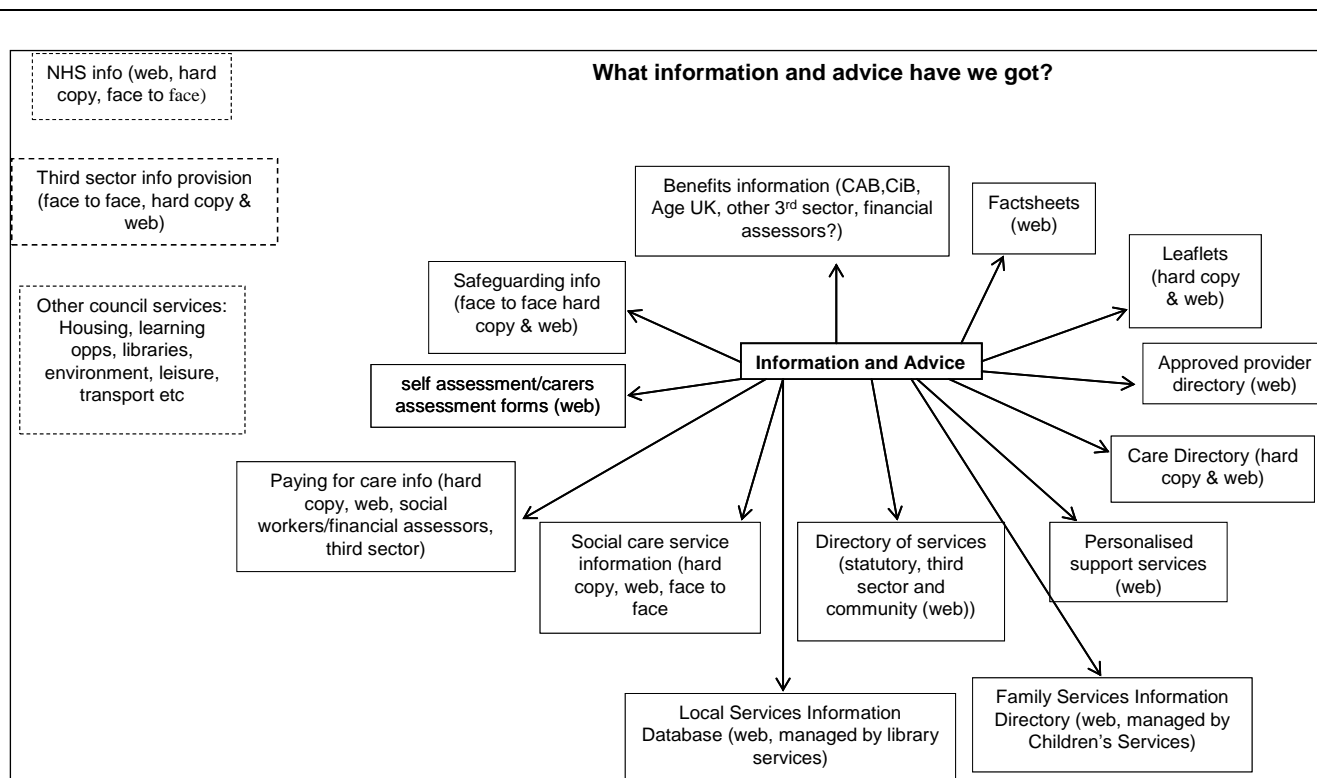 What information and advice have we got?
NHS info (web, hard
copy, face to face)
Third sector info provision
(face to face, hard copy &
web)
Other council services:
Housing, learning
opps, libraries,
environment, leisure,
transport etc
Benefits information (CAB,CiB,
Age UK, other 3rd sector, financial
assessors?)
Factsheets
(web)
Leaflets
(hard copy
& web)
Safeguarding info
(face to face hard
copy & web)
Information and Advice
Approved provider
directory (web)
self assessment/carers
assessment forms (web)
Care Directory (hard
copy & web)
Paying for care info (hard
copy, web, social
workers/financial assessors,
third sector)
Social care service
information (hard
copy, web, face to
face
Directory of services
(statutory, third
sector and
community (web))
Personalised
support services
(web)
Local Services Information
Database (web, managed by library
services)
Family Services Information
Directory (web, managed by
Children's Services)